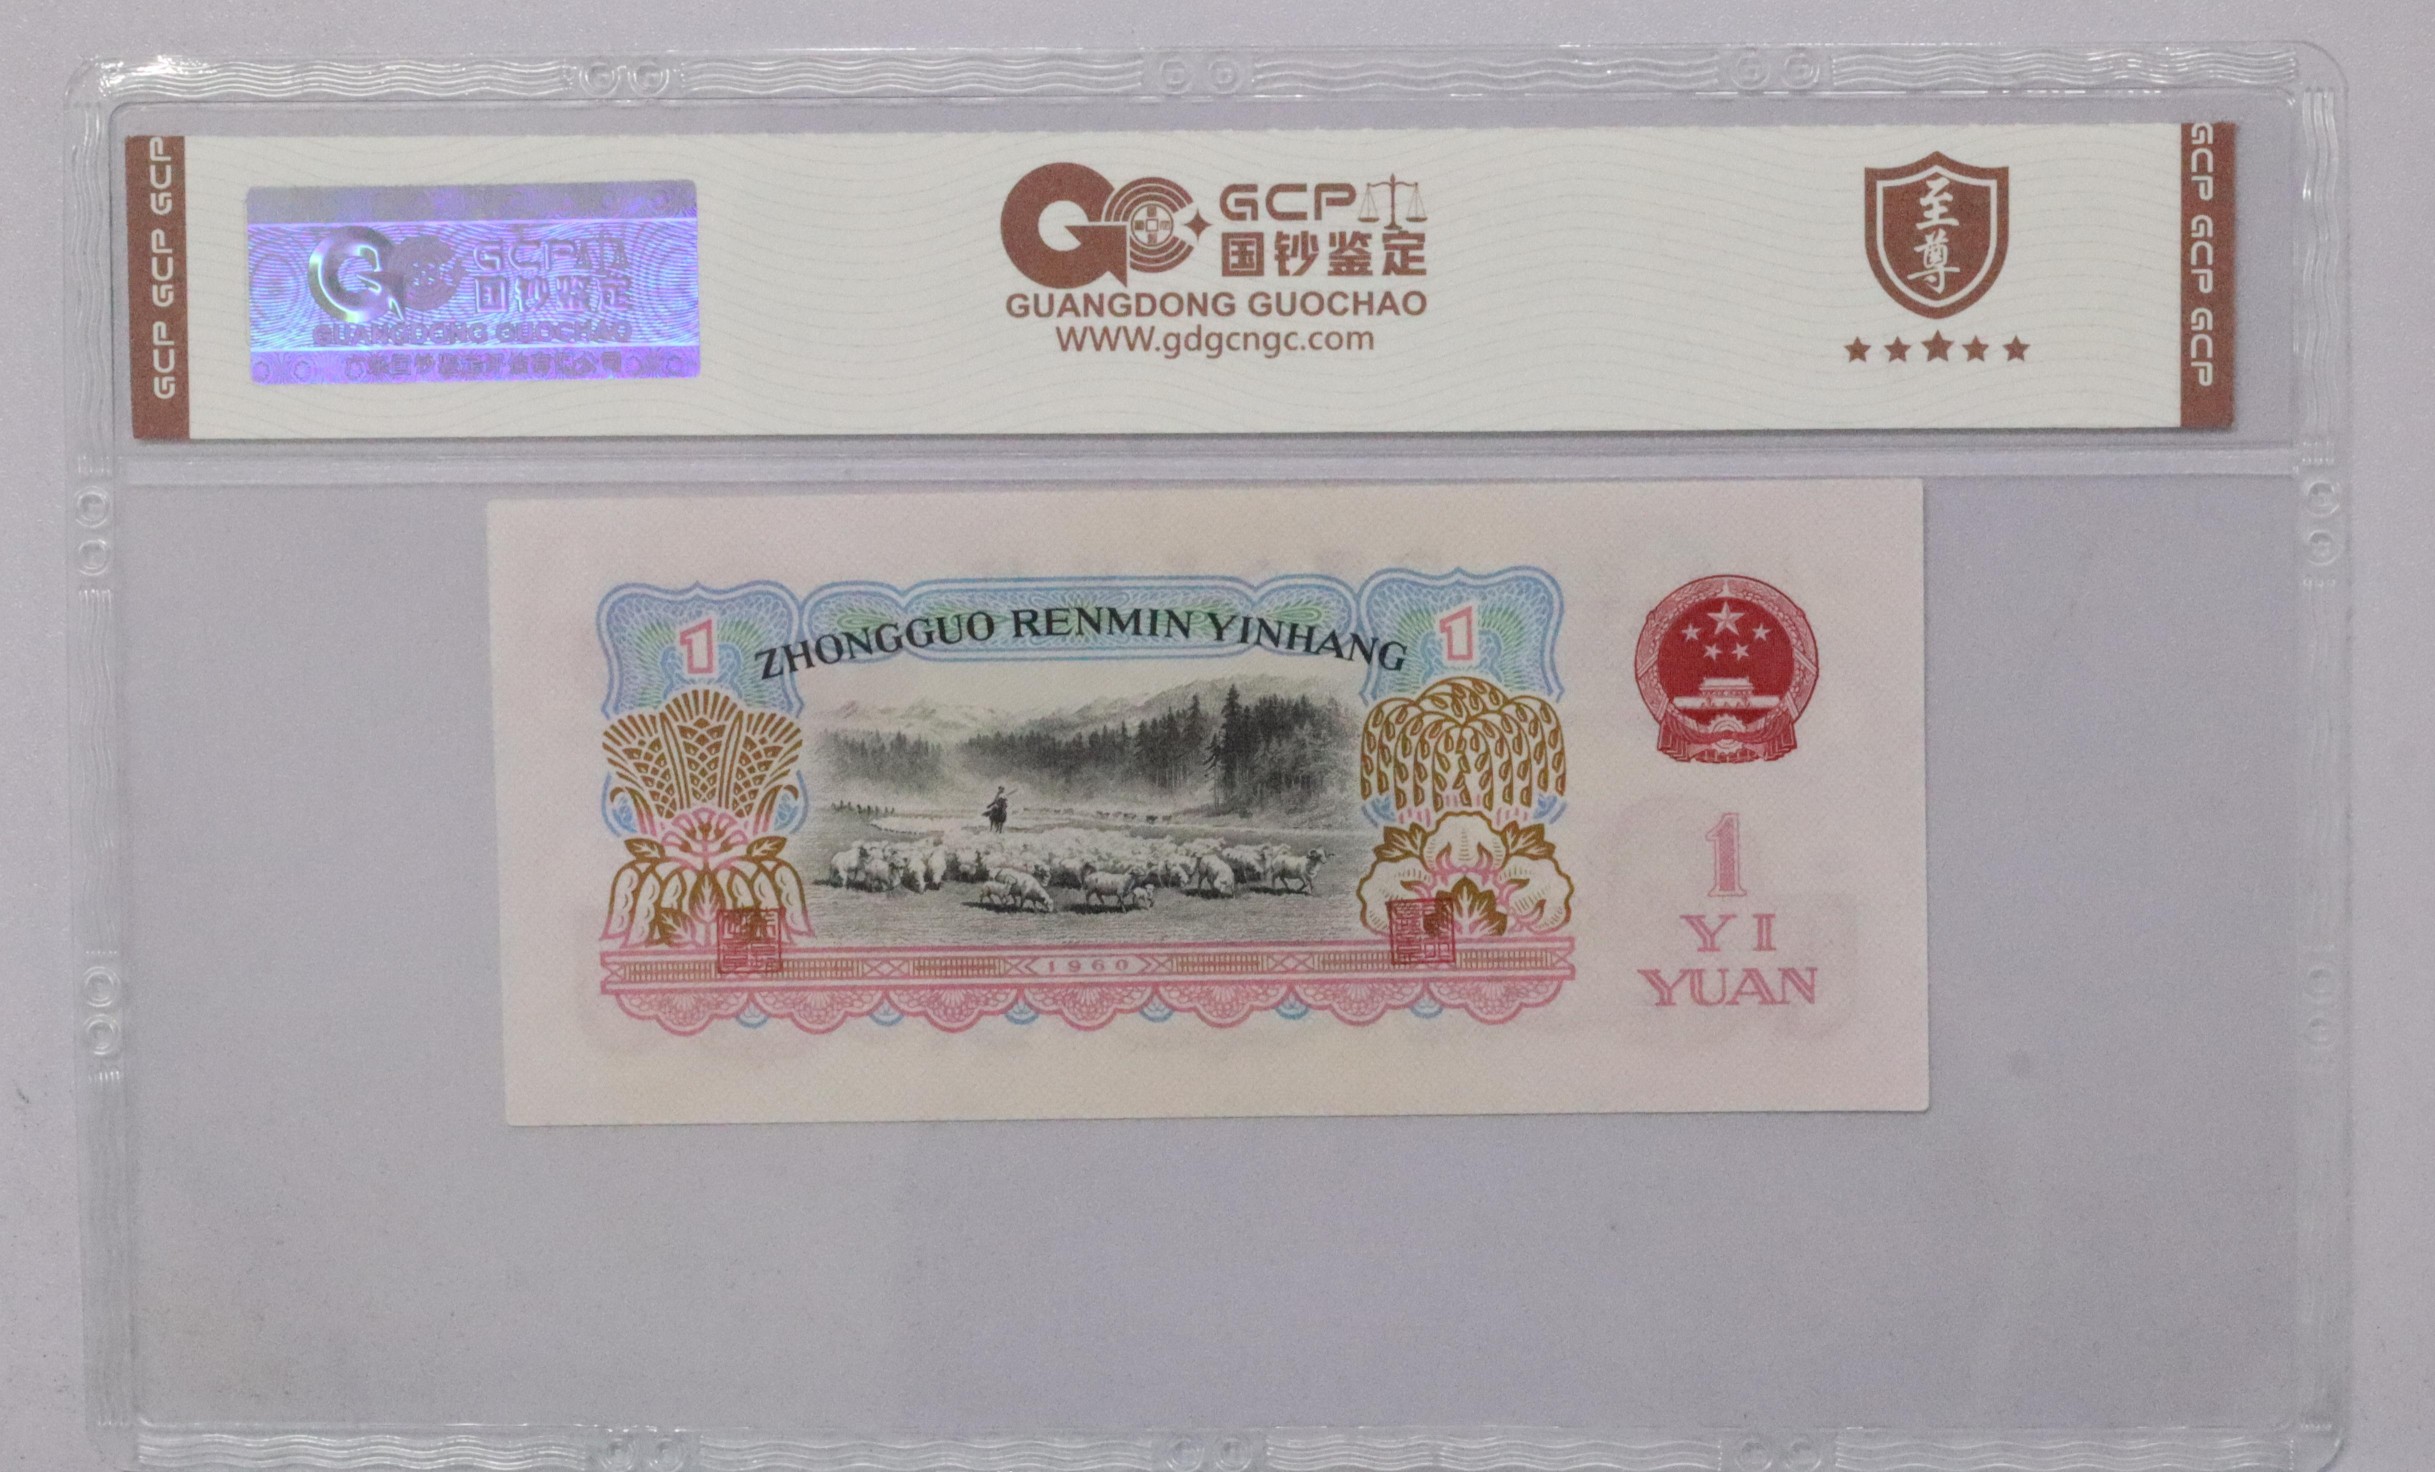 GCP GCP GCP
GCP 国钞鉴定
GUANGDONG GUOCHAO
GCP
国钞鉴定
GUANGDONG GUOCHAO
WWW.gdgcngc.com
至尊
GCP GCP GCP
1
ZHONGGUO RENMIN YINHANG
1
1960
1
YI
YUAN